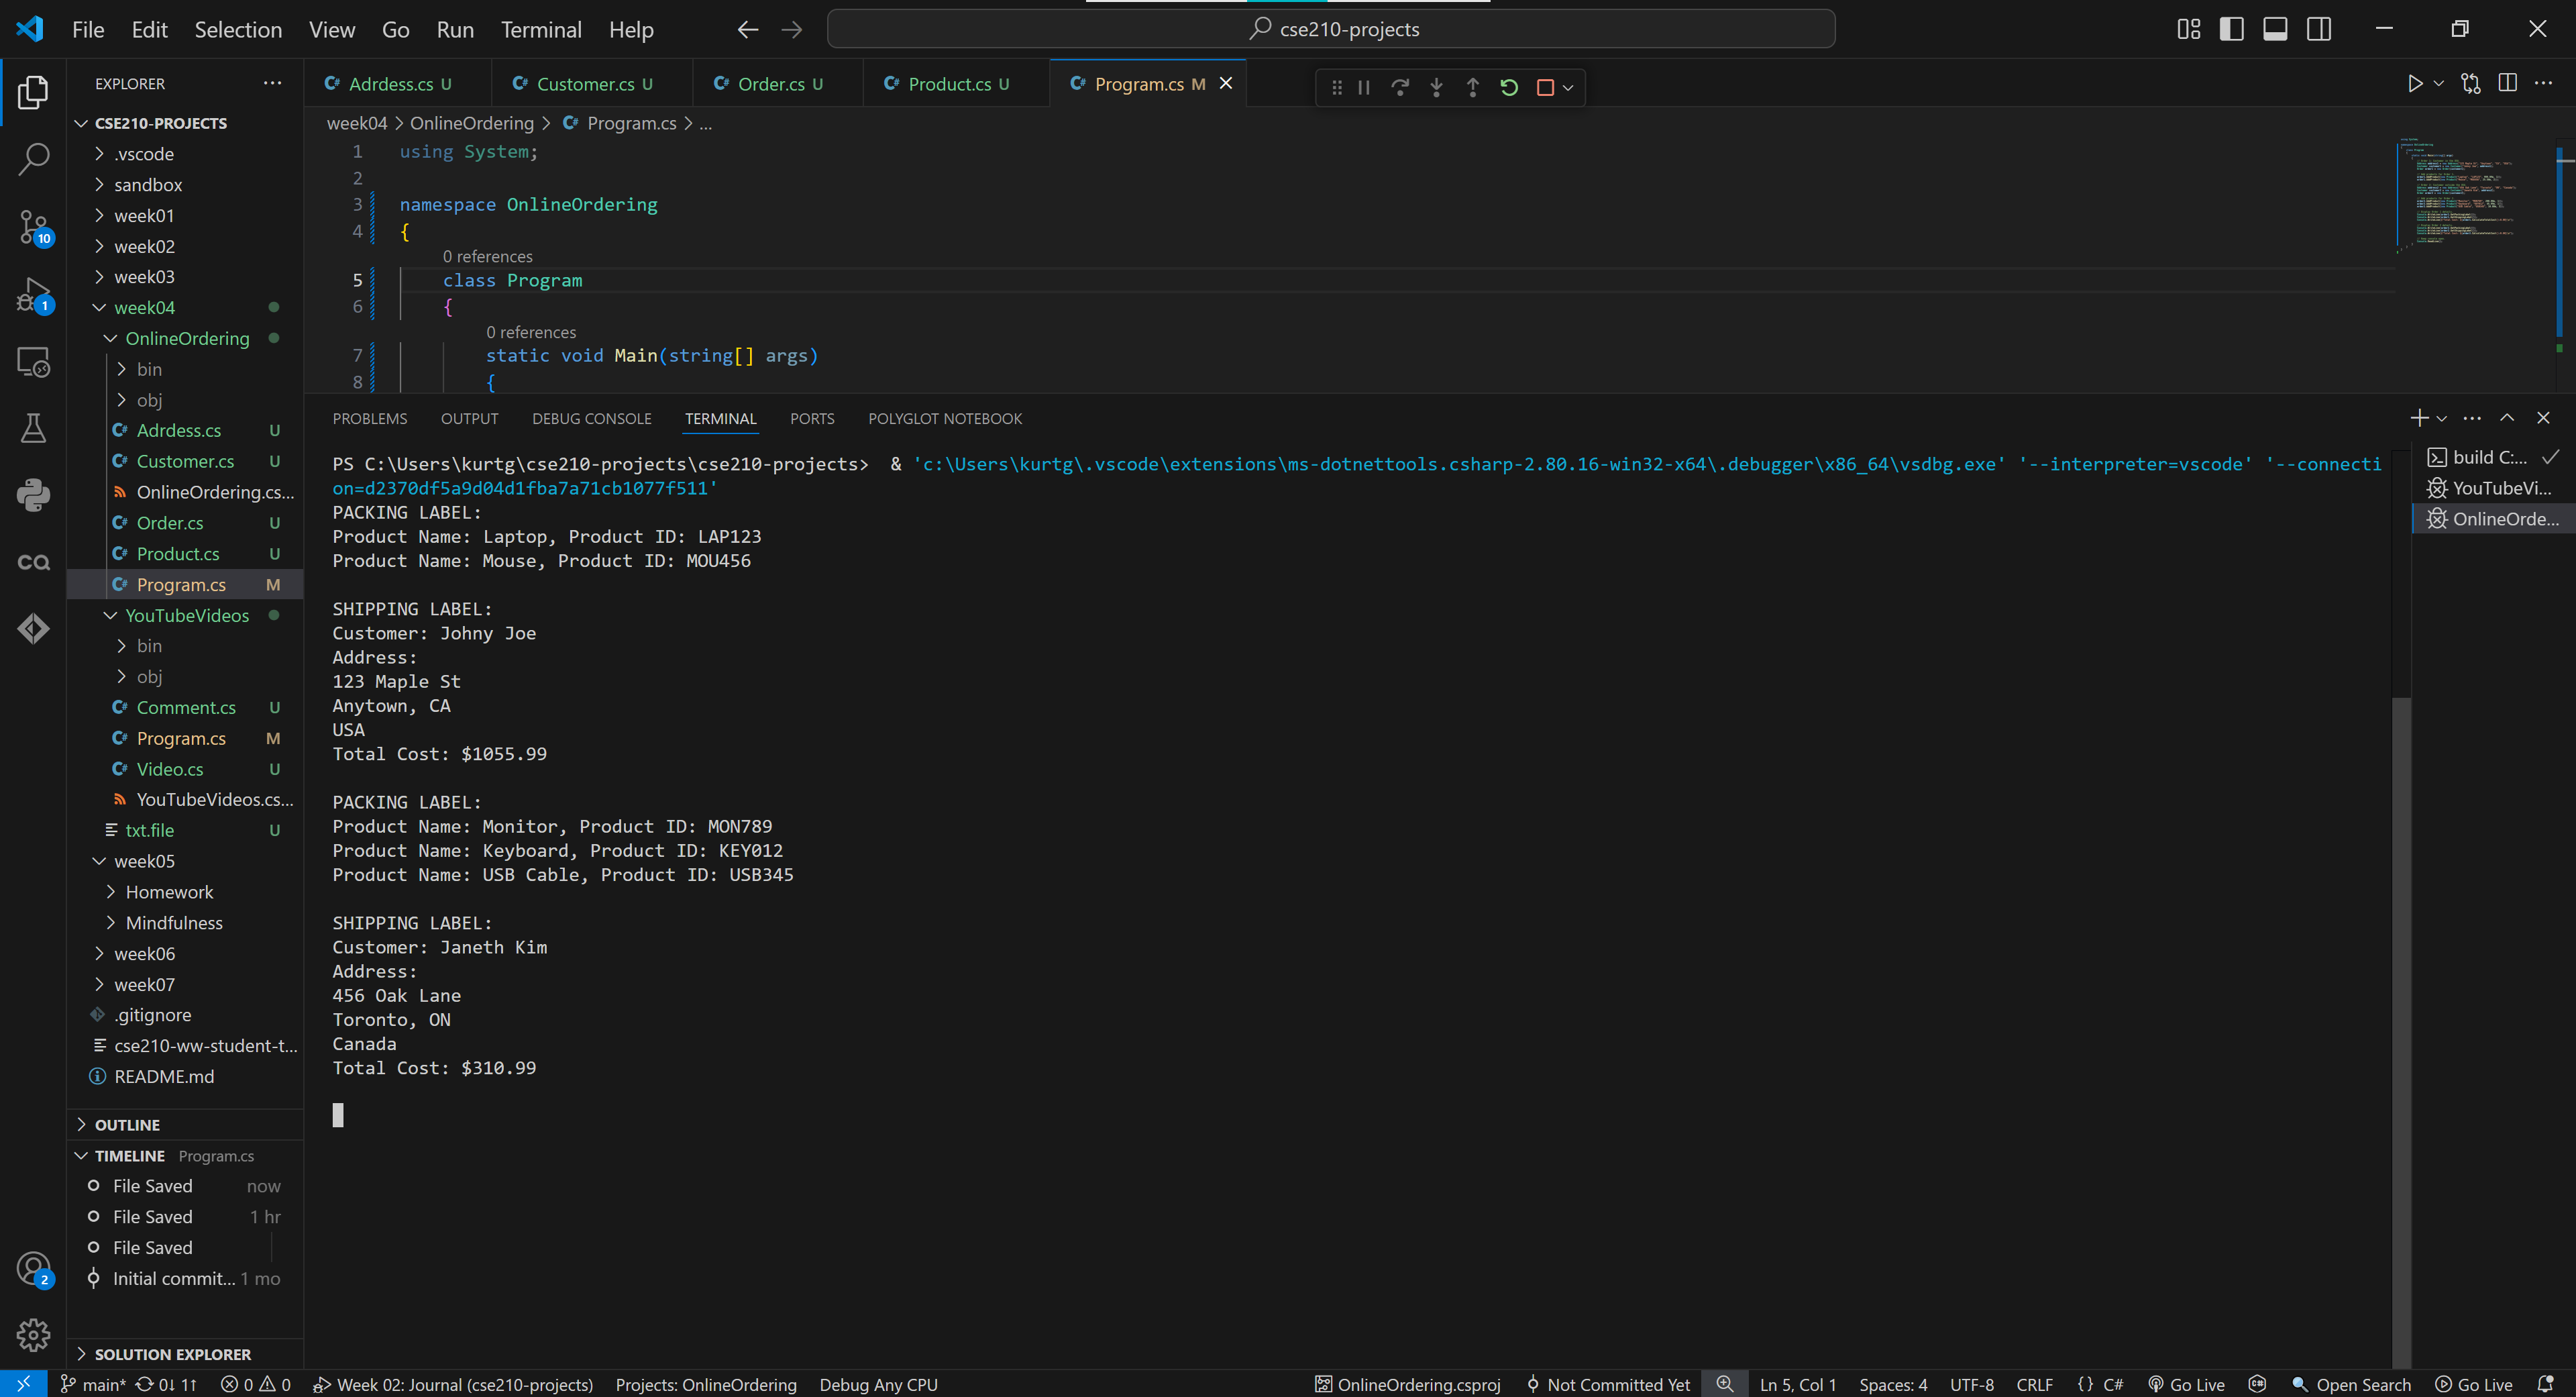 File Edit Selection View Go Run Terminal Help
cse210-projects
EXPLORER
CSE210-PROJECTS
.vscode
sandbox
week01
week02
week03
week04
OnlineOrdering
bin
obj
Adrdess.cs U
Customer.cs U
OnlineOrdering.cs...
Order.cs U
Product.cs U
Program.cs M
YouTubeVideos
bin
obj
Comment.cs U
Program.cs M
Video.cs U
YouTubeVideos.cs...
txt.file U
week05
Homework
Mindfulness
week06
week07
.gitignore
cse210-ww-student-t...
README.md
OUTLINE
TIMELINE Program.cs
File Saved now
File Saved 1 hr
File Saved
Initial commit... 1 mo
SOLUTION EXPLORER
10
1
2
Adrdess.cs U
Customer.cs U
Order.cs U
Product.cs U
Program.cs M
week04 > OnlineOrdering > Program.cs > ...
1 using System;
2
3 namespace OnlineOrdering
4 {
0 references
5 class Program
6 {
0 references
7 static void Main(string[] args)
8 {
PROBLEMS OUTPUT DEBUG CONSOLE TERMINAL PORTS POLYGLOT NOTEBOOK
PS C:\Users\kurtg\cse210-projects\cse210-projects> & 'c:\Users\kurtg\.vscode\extensions\ms-dotnettools.csharp-2.80.16-win32-x64\.debugger\x86_64\vsdbg.exe' '--interpreter=vscode' '--connecti
on=d2370df5a9d04d1fba7a71cb1077f511'
PACKING LABEL:
Product Name: Laptop, Product ID: LAP123
Product Name: Mouse, Product ID: MOU456
SHIPPING LABEL:
Customer: Johny Joe
Address:
123 Maple St
Anytown, CA
USA
Total Cost: $1055.99
PACKING LABEL:
Product Name: Monitor, Product ID: MON789
Product Name: Keyboard, Product ID: KEY012
Product Name: USB Cable, Product ID: USB345
SHIPPING LABEL:
Customer: Janeth Kim
Address:
456 Oak Lane
Toronto, ON
Canada
Total Cost: $310.99
build C:...
YouTubeVi...
OnlineOrde...
main* 0↓ 1↑ 0 0 Week 02: Journal (cse210-projects) Projects: OnlineOrdering Debug Any CPU OnlineOrdering.csproj Not Committed Yet Ln 5, Col 1 Spaces: 4 UTF-8 CRLF {} C# Go Live Open Search Go Live